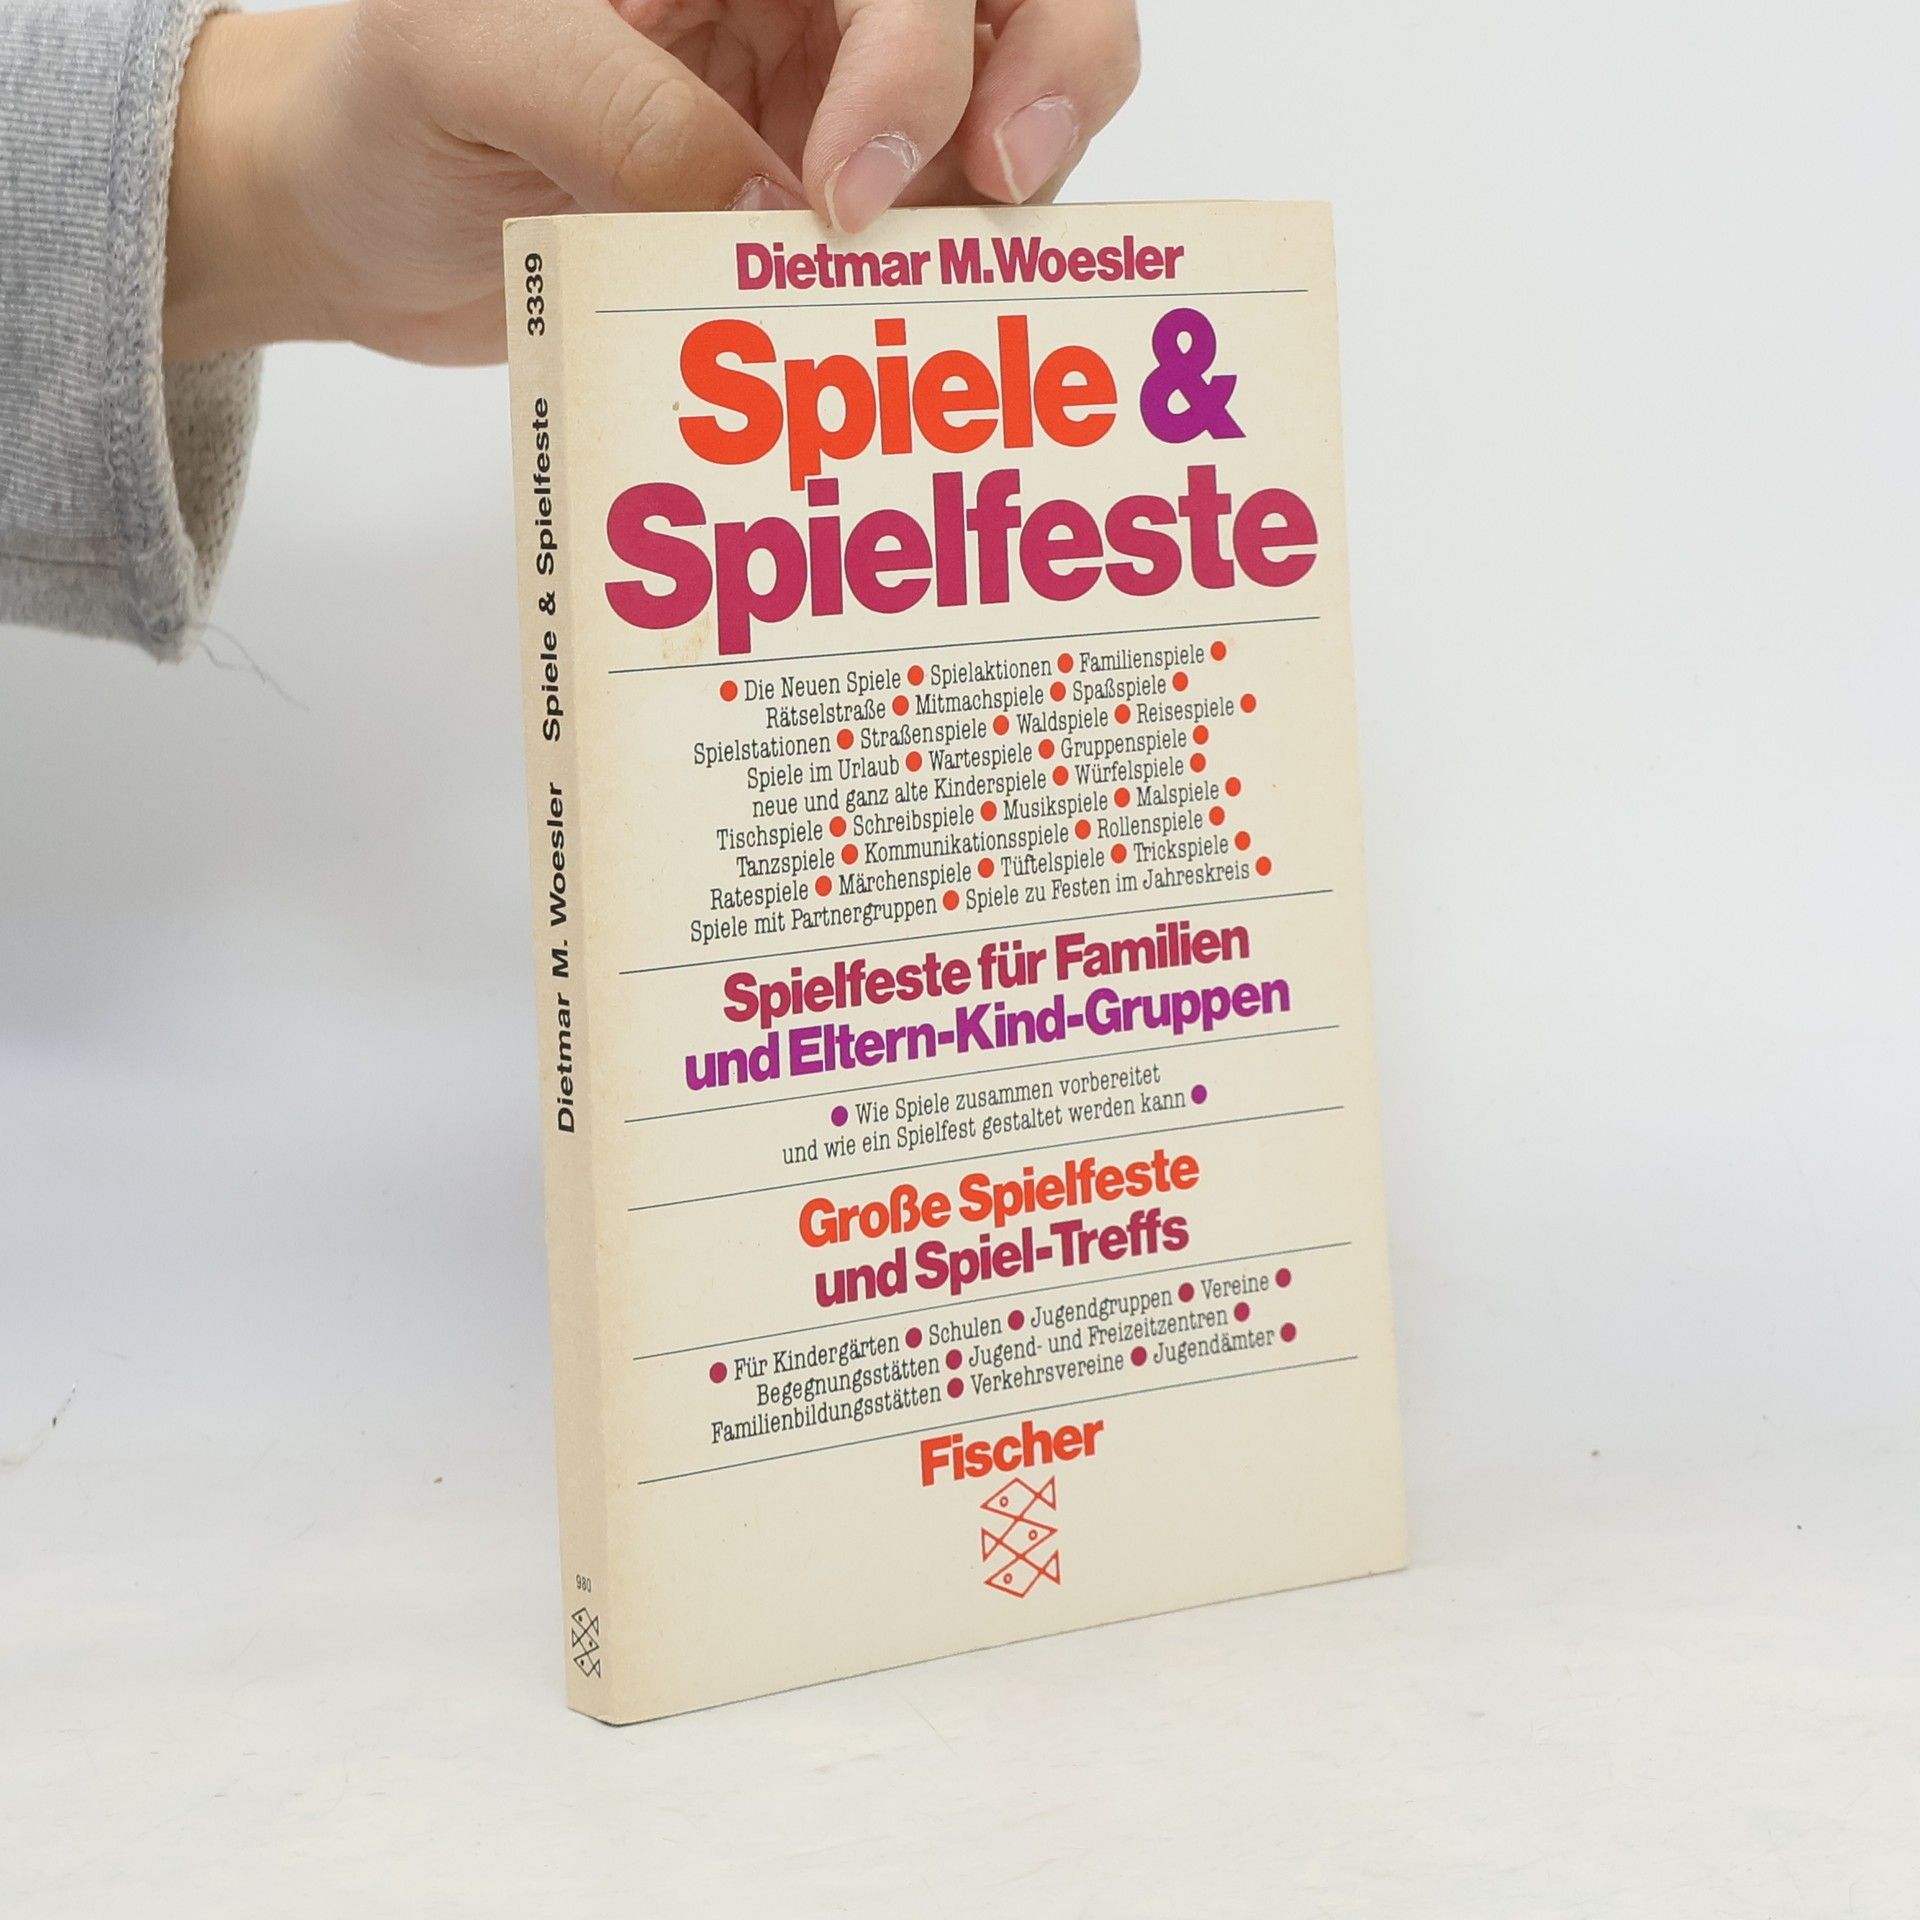 Dietmar M. Woesler
Spiele &
Spielfeste
● Die Neuen Spiele ● Spielaktionen ● Familienspiele ●
Rätselstraße ● Mitmachspiele ● Spaßspiele ●
Spielstationen ● Straßenspiele ● Waldspiele ● Reisespiele ●
Spiele im Urlaub ● Wartespiele ● Gruppenspiele ●
neue und ganz alte Kinderspiele ● Würfelspiele ●
Tischspiele ● Schreibspiele ● Musikspiele ● Malspiele ●
Tanzspiele ● Kommunikationsspiele ● Rollenspiele ●
Ratespiele ● Märchenspiele ● Tüftelspiele ● Trickspiele ●
Spiele mit Partnergruppen ● Spiele zu Festen im Jahreskreis ●
Spielfeste für Familien
und Eltern-Kind-Gruppen
● Wie Spiele zusammen vorbereitet
und wie ein Spielfest gestaltet werden kann ●
Große Spielfeste
und Spiel-Treffs
● Für Kindergärten ● Schulen ● Jugendgruppen ● Vereine ●
Begegnungsstätten ● Jugend- und Freizeitzentren ●
Familienbildungsstätten ● Verkehrsvereine ● Jugendämter ●
Fischer
Dietmar M. Woesler Spiele & Spielfeste 3339
980